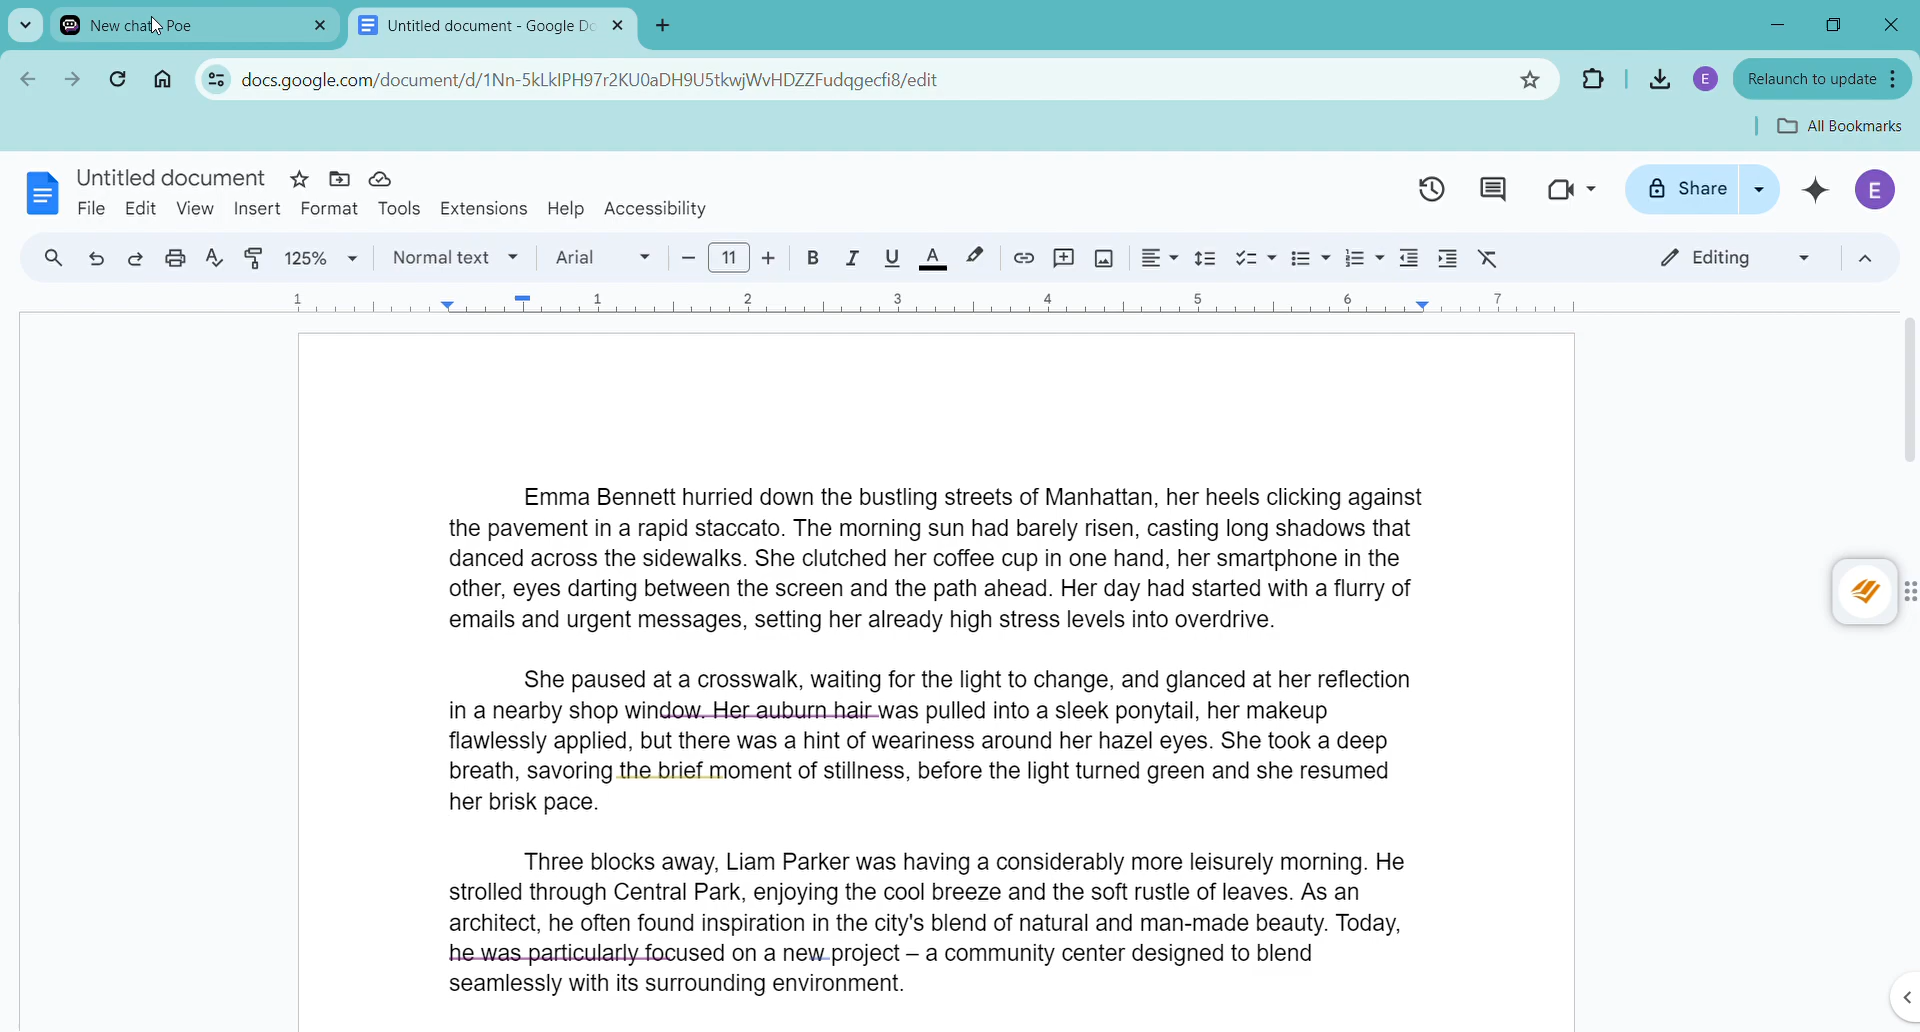 New chat Poe
Untitled document - Google Do
docs.google.com/document/d/1Nn-5kLkIPH97r2KU0aDH9U5tkwjWvHDZZFudqgecfi8/edit
E
Relaunch to update
All Bookmarks
Untitled document
File Edit View Insert Format Tools Extensions Help Accessibility
Share
E
125% Normal text Arial 11 B I U A Editing
1 1 2 3 4 5 6 7
Emma Bennett hurried down the bustling streets of Manhattan, her heels clicking against
the pavement in a rapid staccato. The morning sun had barely risen, casting long shadows that
danced across the sidewalks. She clutched her coffee cup in one hand, her smartphone in the
other, eyes darting between the screen and the path ahead. Her day had started with a flurry of
emails and urgent messages, setting her already high stress levels into overdrive.
She paused at a crosswalk, waiting for the light to change, and glanced at her reflection
in a nearby shop window. Her auburn hair was pulled into a sleek ponytail, her makeup
flawlessly applied, but there was a hint of weariness around her hazel eyes. She took a deep
breath, savoring the brief moment of stillness, before the light turned green and she resumed
her brisk pace.
Three blocks away, Liam Parker was having a considerably more leisurely morning. He
strolled through Central Park, enjoying the cool breeze and the soft rustle of leaves. As an
architect, he often found inspiration in the city's blend of natural and man-made beauty. Today,
he was particularly focused on a new project – a community center designed to blend
seamlessly with its surrounding environment.